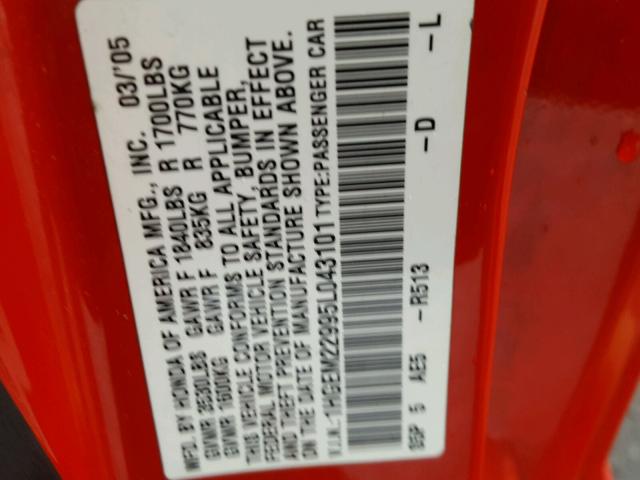 MFD. BY HONDA OF AMERICA MFG., INC. 03/'05
GVWR 3530LBS GAWR F 1840LBS R 1700LBS
GVWR 1600KG GAWR F 835KG R 770KG
THIS VEHICLE CONFORMS TO ALL APPLICABLE
FEDERAL MOTOR VEHICLE SAFETY, BUMPER,
THEFT PREVENTION STANDARDS IN EFFECT
ON THE DATE OF MANUFACTURE SHOWN ABOVE.
V.I.N.-1HGEM22995L043101 TYPE:PASSENGER CAR
S5P 5 AE5 -R513 -D -L